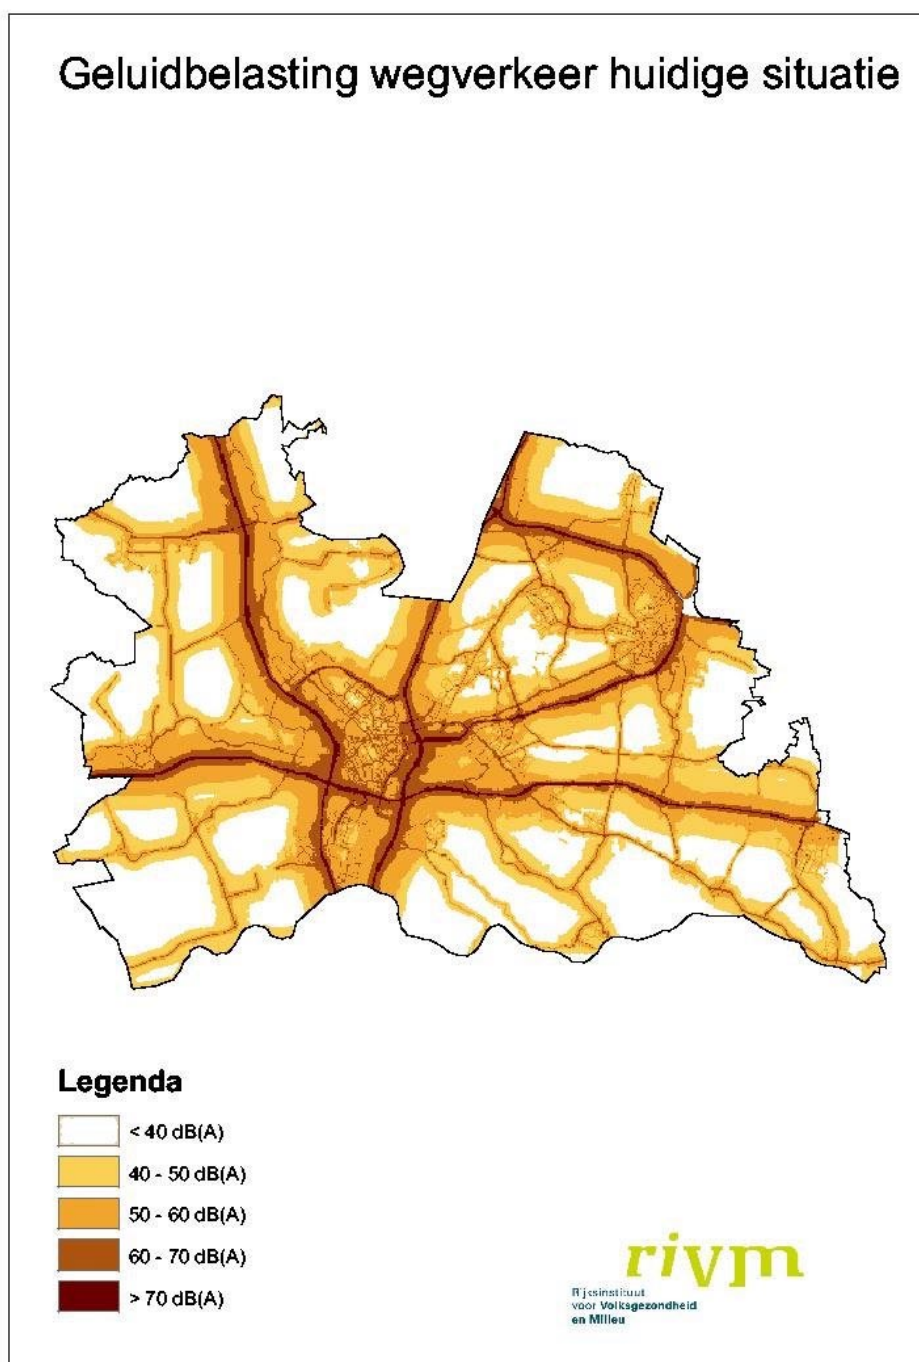 Geluidbelasting wegverkeer huidige situatie
Legenda
< 40 dB(A)
40 - 50 dB(A)
50 - 60 dB(A)
60 - 70 dB(A)
> 70 dB(A)
rivm
Rijksinstituut
voor Volksgezondheid
en Milieu